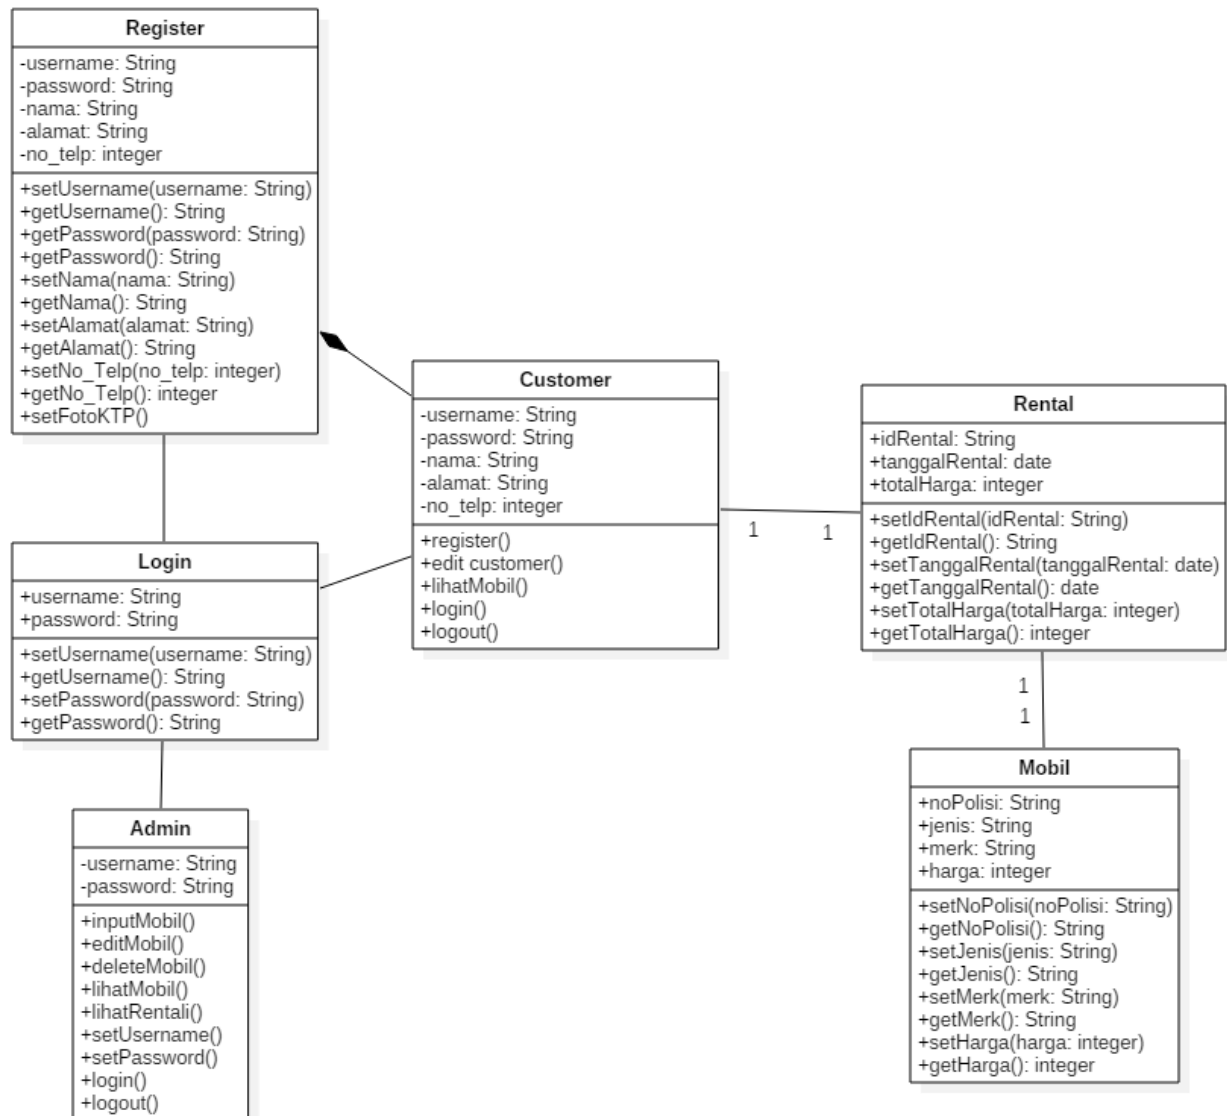 Register
-username: String
-password: String
-nama: String
-alamat: String
-no_telp: integer
+setUsername(username: String)
+getUsername(): String
+getPassword(password: String)
+getPassword(): String
+setNama(nama: String)
+getNama(): String
+setAlamat(alamat: String)
+getAlamat(): String
+setNo_Telp(no_telp: integer)
+getNo_Telp(): integer
+setFotoKTP()
Customer
-username: String
-password: String
-nama: String
-alamat: String
-no_telp: integer
+register()
+edit customer()
+lihatMobil()
+login()
+logout()
1
1
Rental
+idRental: String
+tanggalRental: date
+totalHarga: integer
+setIdRental(idRental: String)
+getIdRental(): String
+setTanggalRental(tanggalRental: date)
+getTanggalRental(): date
+setTotalHarga(totalHarga: integer)
+getTotalHarga(): integer
1
1
Login
+username: String
+password: String
+setUsername(username: String)
+getUsername(): String
+setPassword(password: String)
+getPassword(): String
Admin
-username: String
-password: String
+inputMobil()
+editMobil()
+deleteMobil()
+lihatMobil()
+lihatRentali()
+setUsername()
+setPassword()
+login()
+logout()
Mobil
+noPolisi: String
+jenis: String
+merk: String
+harga: integer
+setNoPolisi(noPolisi: String)
+getNoPolisi(): String
+setJenis(jenis: String)
+getJenis(): String
+setMerk(merk: String)
+getMerk(): String
+setHarga(harga: integer)
+getHarga(): integer